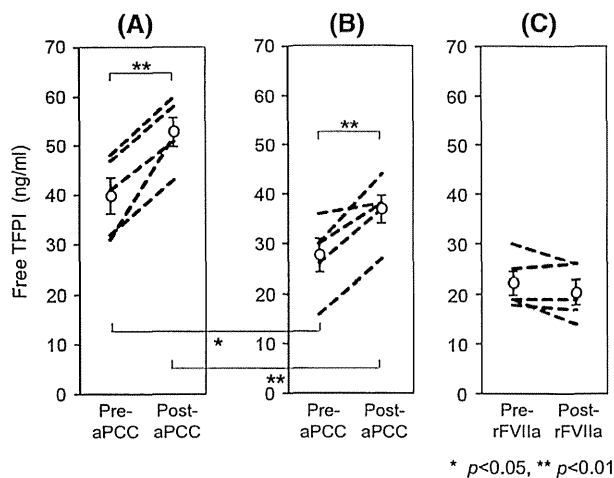 (A) (B) (C)
Free TFPI (ng/ml)
70 70 70
** 
60 60 60
**
50 50 50
40 40 40
30 30 30
20 20 20
*
10 10 10
**
0 0 0
Pre- Post- Pre- Post- Pre- Post-
aPCC aPCC aPCC aPCC rFVIIa rFVIIa
* p<0.05, ** p<0.01